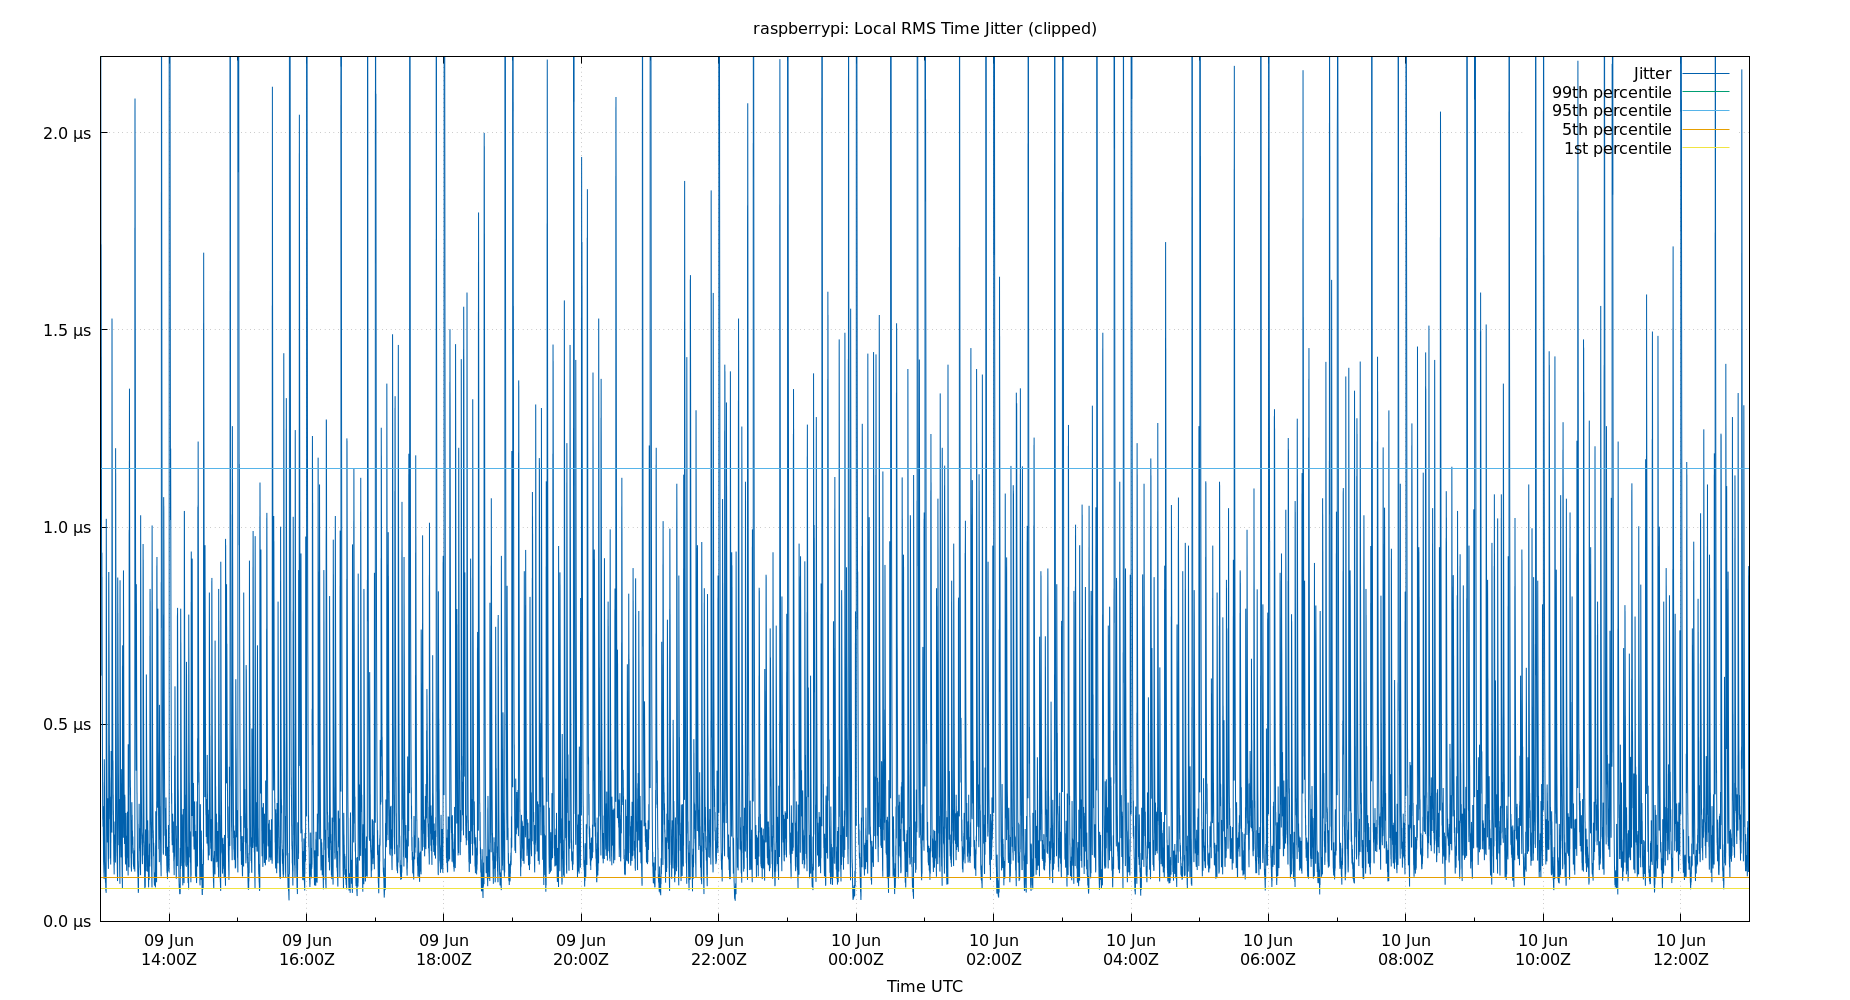 raspberrypi: Local RMS Time Jitter (clipped)
Jitter
99th percentile
95th percentile
5th percentile
1st percentile
2.0 µs
1.5 µs
1.0 µs
0.5 µs
0.0 µs
09 Jun 09 Jun 09 Jun 09 Jun 09 Jun 10 Jun 10 Jun 10 Jun 10 Jun 10 Jun 10 Jun 10 Jun
14:00Z 16:00Z 18:00Z 20:00Z 22:00Z 00:00Z 02:00Z 04:00Z 06:00Z 08:00Z 10:00Z 12:00Z
Time UTC